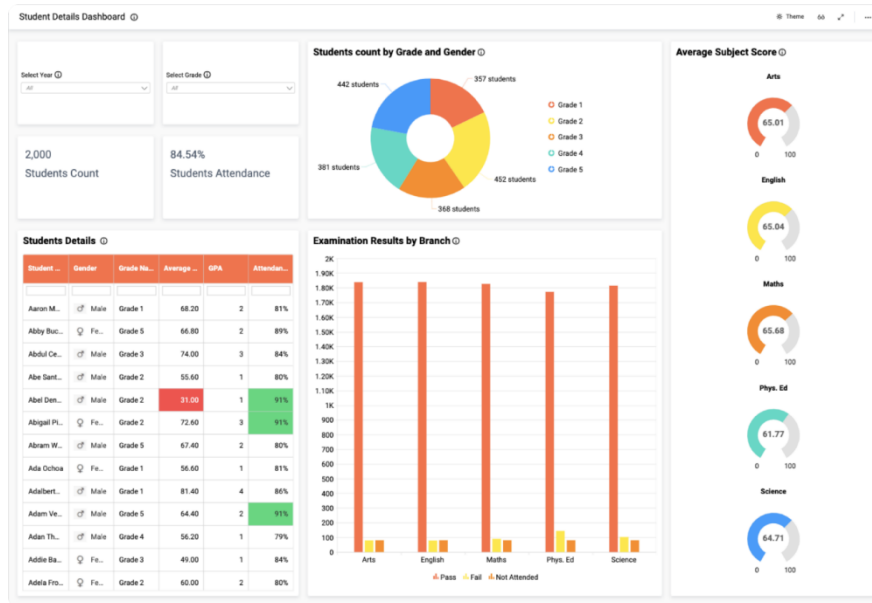 Student Details Dashboard
Theme
Select Year
All
Select Grade
All
2,000
Students Count
84.54%
Students Attendance
Students count by Grade and Gender
442 students
357 students
381 students
452 students
368 students
Grade 1
Grade 2
Grade 3
Grade 4
Grade 5
Average Subject Score
Arts
65.01
0 100
English
65.04
0 100
Maths
65.68
0 100
Phys. Ed
61.77
0 100
Science
64.71
0 100
Students Details
Student ... Gender Grade Na... Average ... GPA Attendan...
Aaron M... Male Grade 1 68.20 2 81%
Abby Buc... Fe... Grade 5 66.80 2 89%
Abdul Ce... Male Grade 3 74.00 3 84%
Abe Sant... Male Grade 2 55.60 1 80%
Abel Den... Male Grade 2 31.00 1 91%
Abigail Pi... Fe... Grade 2 72.60 3 91%
Abram W... Male Grade 5 67.40 2 80%
Ada Ochoa Fe... Grade 1 56.60 1 81%
Adalbert... Male Grade 1 81.40 4 86%
Adam Ve... Male Grade 5 64.40 2 91%
Adan Th... Male Grade 4 56.20 1 79%
Addie Ba... Fe... Grade 3 49.00 1 84%
Adela Fro... Fe... Grade 2 60.00 2 80%
Examination Results by Branch
2K
1.90K
1.80K
1.70K
1.60K
1.50K
1.40K
1.30K
1.20K
1.10K
1K
900
800
700
600
500
400
300
200
100
0
Arts English Maths Phys. Ed Science
Pass Fail Not Attended